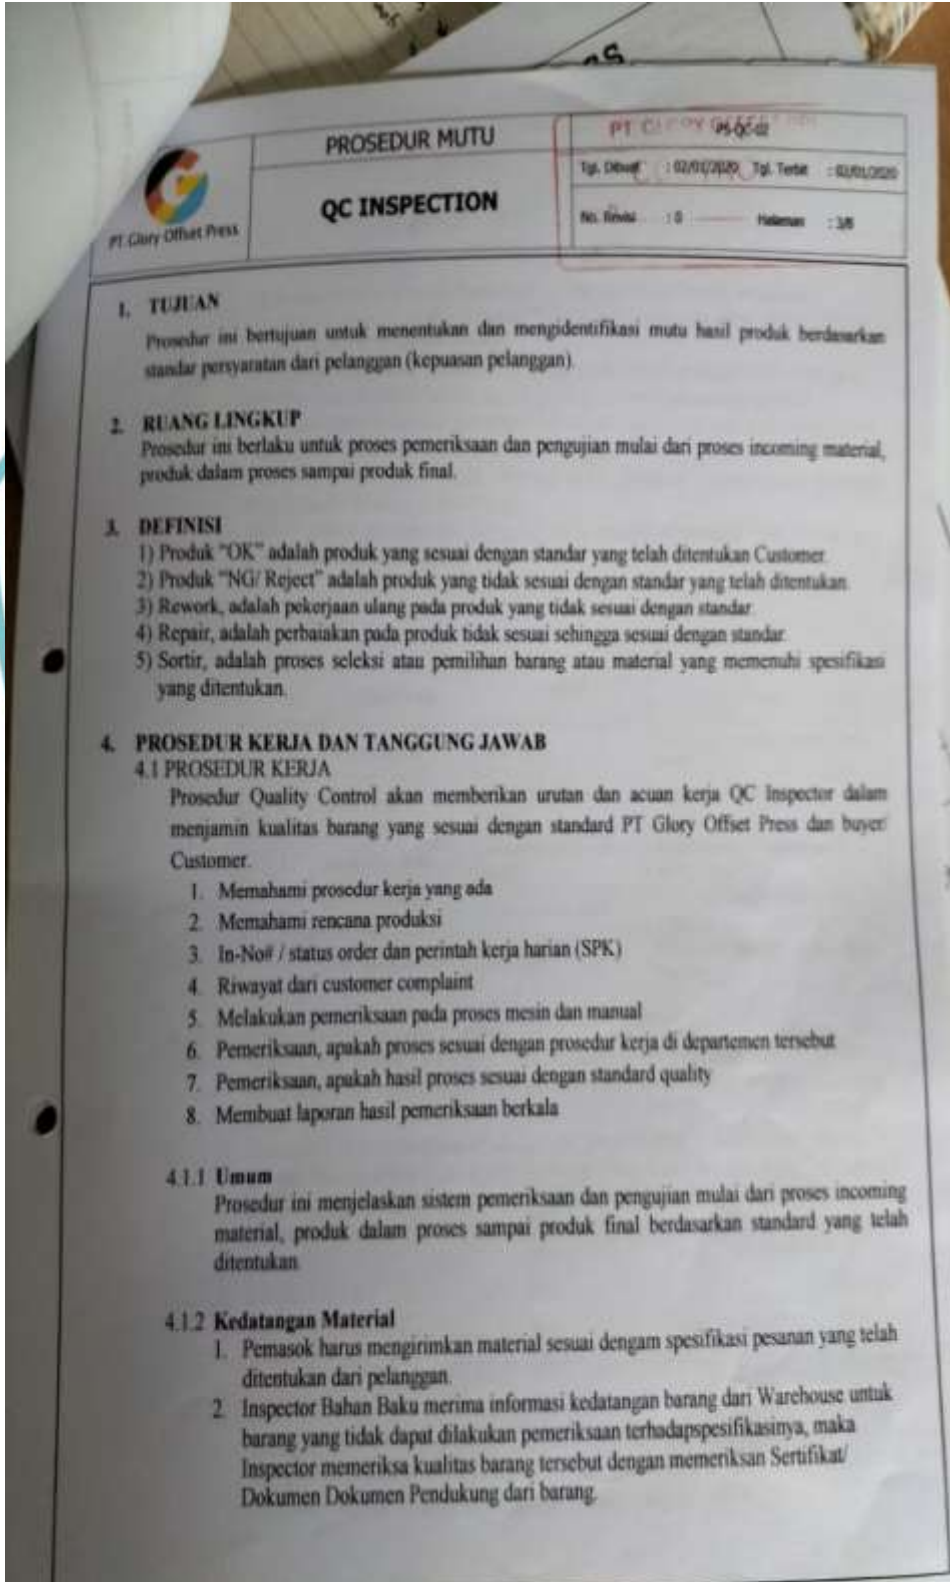 PT Glory Offset Press
PROSEDUR MUTU
QC INSPECTION
PS-QC-02
Tgl. Dibuat : 02/01/2020 Tgl. Terbit : 02/01/2020
No. Revisi : 0 Halaman : 3/8
1. TUJUAN
Prosedur ini bertujuan untuk menentukan dan mengidentifikasi mutu hasil produk berdasarkan
standar persyaratan dari pelanggan (kepuasan pelanggan).
2. RUANG LINGKUP
Prosedur ini berlaku untuk proses pemeriksaan dan pengujian mulai dari proses incoming material,
produk dalam proses sampai produk final.
3. DEFINISI
1) Produk "OK" adalah produk yang sesuai dengan standar yang telah ditentukan Customer.
2) Produk "NG/ Reject" adalah produk yang tidak sesuai dengan standar yang telah ditentukan.
3) Rework, adalah pekerjaan ulang pada produk yang tidak sesuai dengan standar.
4) Repair, adalah perbaiakan pada produk tidak sesuai sehingga sesuai dengan standar.
5) Sortir, adalah proses seleksi atau pemilihan barang atau material yang memenuhi spesifikasi
yang ditentukan.
4. PROSEDUR KERJA DAN TANGGUNG JAWAB
4.1 PROSEDUR KERJA
Prosedur Quality Control akan memberikan urutan dan acuan kerja QC Inspector dalam
menjamin kualitas barang yang sesuai dengan standard PT Glory Offset Press dan buyer/
Customer.
1. Memahami prosedur kerja yang ada
2. Memahami rencana produksi
3. In-No# / status order dan perintah kerja harian (SPK)
4. Riwayat dari customer complaint
5. Melakukan pemeriksaan pada proses mesin dan manual
6. Pemeriksaan, apakah proses sesuai dengan prosedur kerja di departemen tersebut
7. Pemeriksaan, apakah hasil proses sesuai dengan standard quality
8. Membuat laporan hasil pemeriksaan berkala
4.1.1 Umum
Prosedur ini menjelaskan sistem pemeriksaan dan pengujian mulai dari proses incoming
material, produk dalam proses sampai produk final berdasarkan standard yang telah
ditentukan.
4.1.2 Kedatangan Material
1. Pemasok harus mengirimkan material sesuai dengam spesifikasi pesanan yang telah
ditentukan dari pelanggan.
2. Inspector Bahan Baku merima informasi kedatangan barang dari Warehouse untuk
barang yang tidak dapat dilakukan pemeriksaan terhadapspesifikasinya, maka
Inspector memeriksa kualitas barang tersebut dengan memeriksan Sertifikat/
Dokumen Dokumen Pendukung dari barang.